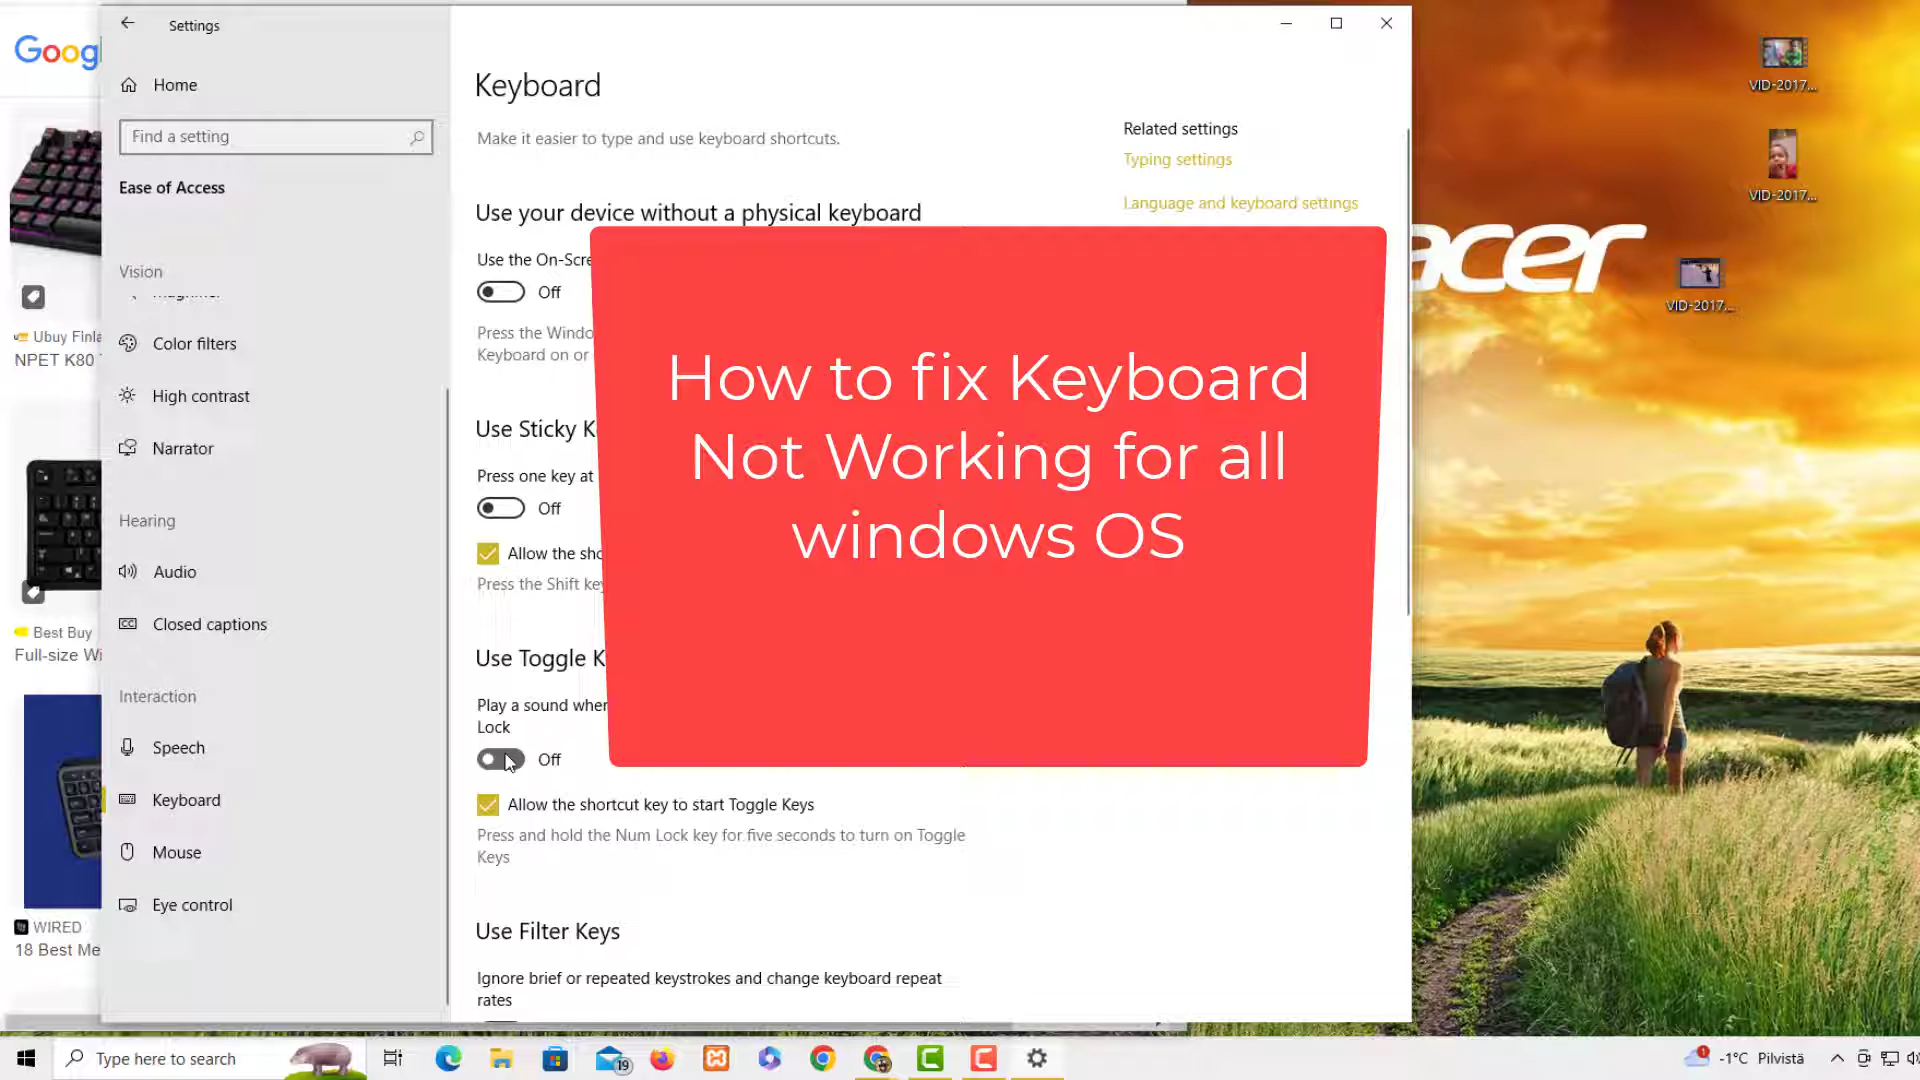 Settings
Home
Find a setting
Ease of Access
Vision
Color filters
High contrast
Narrator
Hearing
Audio
Closed captions
Interaction
Speech
Keyboard
Mouse
Eye control
Keyboard
Make it easier to type and use keyboard shortcuts.
Use your device without a physical keyboard
Use the On-Scre
Off
Press the Windo
Keyboard on or
Use Sticky K
Press one key at
Off
Allow the sho
Press the Shift key
Use Toggle K
Play a sound when
Lock
Off
Allow the shortcut key to start Toggle Keys
Press and hold the Num Lock key for five seconds to turn on Toggle
Keys
Use Filter Keys
Ignore brief or repeated keystrokes and change keyboard repeat
rates
Related settings
Typing settings
Language and keyboard settings
How to fix Keyboard
Not Working for all
windows OS
Goog
Ubuy Finla
NPET K80
Best Buy
Full-size Wi
WIRED
18 Best Me
acer
VID-2017...
VID-2017...
VID-2017...
Type here to search
19
1
-1°C Pilvistä